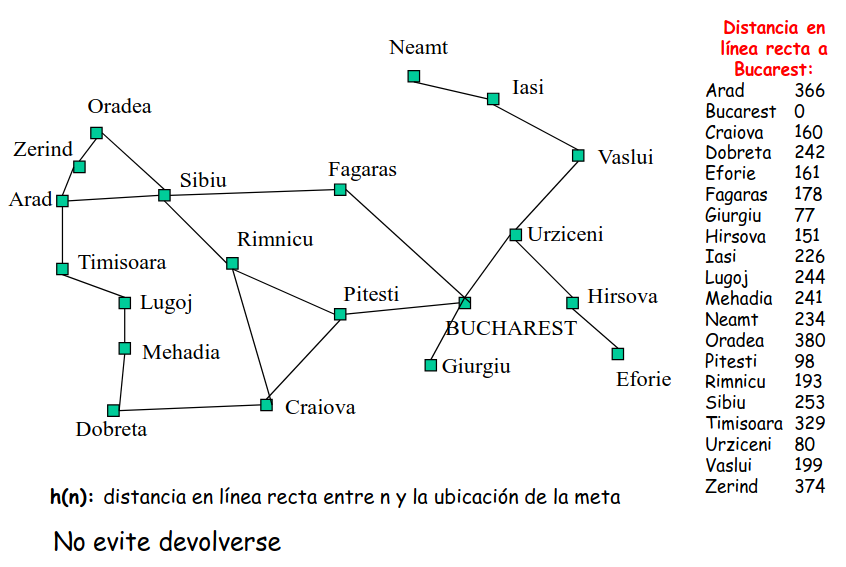 Neamt
Iasi
Oradea
Zerind
Vaslui
Fagaras
Sibiu
Arad
Urziceni
Rimnicu
Timisoara
Pitesti
Hirsova
Lugoj
BUCHAREST
Mehadia
Giurgiu
Eforie
Craiova
Dobreta
Distancia en
línea recta a
Bucarest:
Arad 366
Bucarest 0
Craiova 160
Dobreta 242
Eforie 161
Fagaras 178
Giurgiu 77
Hirsova 151
Iasi 226
Lugoj 244
Mehadia 241
Neamt 234
Oradea 380
Pitesti 98
Rimnicu 193
Sibiu 253
Timisoara 329
Urziceni 80
Vaslui 199
Zerind 374
h(n): distancia en línea recta entre n y la ubicación de la meta
No evite devolverse